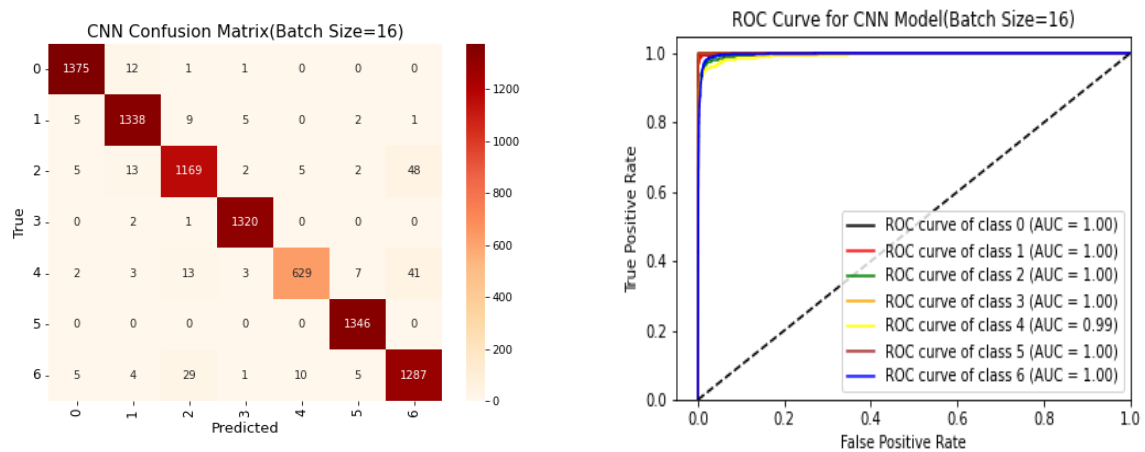 CNN Confusion Matrix(Batch Size=16)
0 1375 12 1 1 0 0 0
1 5 1338 9 5 0 2 1
2 5 13 1169 2 5 2 48
3 0 2 1 1320 0 0 0
4 2 3 13 3 629 7 41
5 0 0 0 0 0 1346 0
6 5 4 29 1 10 5 1287
0 1 2 3 4 5 6
True
Predicted
1200
1000
800
600
400
200
0
ROC Curve for CNN Model(Batch Size=16)
1.0
0.8
0.6
0.4
0.2
0.0
True Positive Rate
ROC curve of class 0 (AUC = 1.00)
ROC curve of class 1 (AUC = 1.00)
ROC curve of class 2 (AUC = 1.00)
ROC curve of class 3 (AUC = 1.00)
ROC curve of class 4 (AUC = 0.99)
ROC curve of class 5 (AUC = 1.00)
ROC curve of class 6 (AUC = 1.00)
0.0 0.2 0.4 0.6 0.8 1.0
False Positive Rate